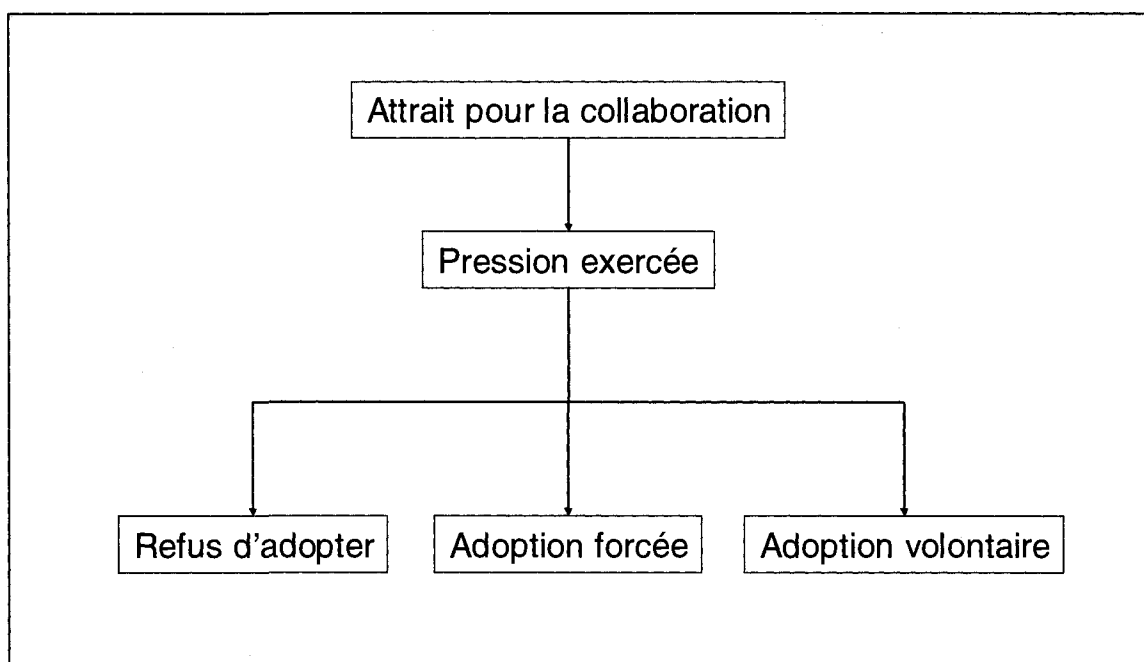 Attrait pour la collaboration
Pression exercée
Refus d'adopter
Adoption forcée
Adoption volontaire